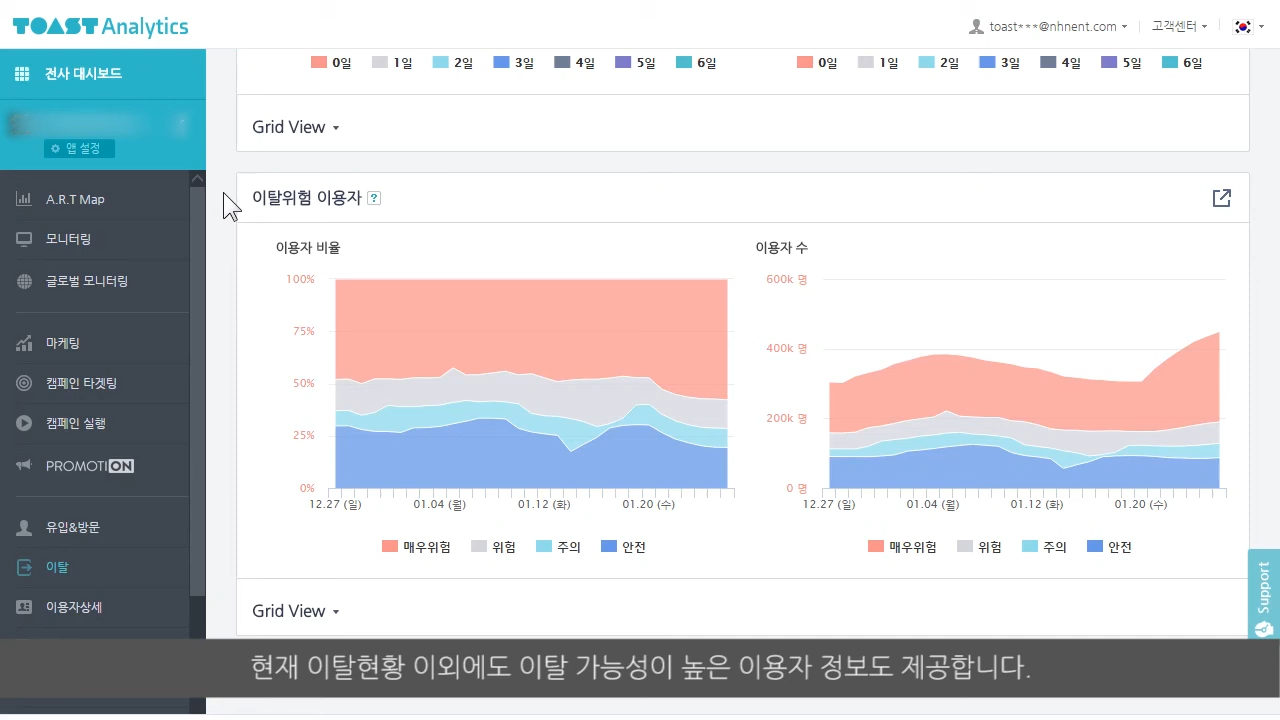 TOAST Analytics
toast***@nhnent.com
고객센터
전사 대시보드
앱 설정
A.R.T Map
모니터링
글로벌 모니터링
마케팅
캠페인 타겟팅
캠페인 실행
PROMOTION
유입&방문
이탈
이용자상세
0일 1일 2일 3일 4일 5일 6일
0일 1일 2일 3일 4일 5일 6일
Grid View
이탈위험 이용자 ?
이용자 비율
100%
75%
50%
25%
0%
12.27 (일) 01.04 (월) 01.12 (화) 01.20 (수)
매우위험 위험 주의 안전
이용자 수
600k 명
400k 명
200k 명
0 명
12.27 (일) 01.04 (월) 01.12 (화) 01.20 (수)
매우위험 위험 주의 안전
Grid View
Support
현재 이탈현황 이외에도 이탈 가능성이 높은 이용자 정보도 제공합니다.